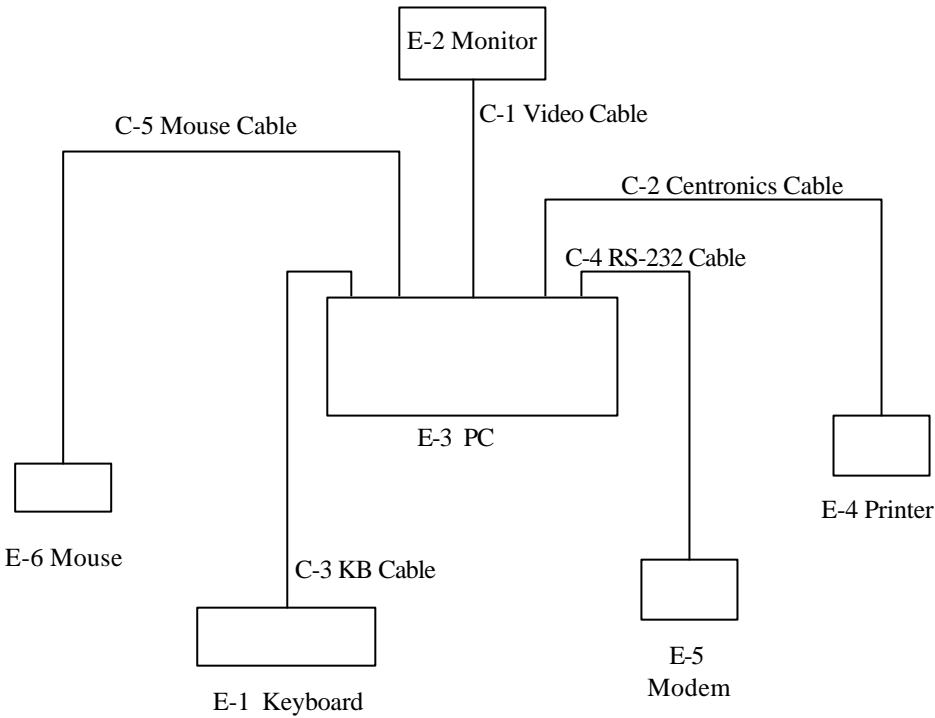 E-2 Monitor
C-1 Video Cable
C-5 Mouse Cable
C-2 Centronics Cable
C-4 RS-232 Cable
E-3 PC
E-4 Printer
E-6 Mouse
C-3 KB Cable
E-5
Modem
E-1 Keyboard